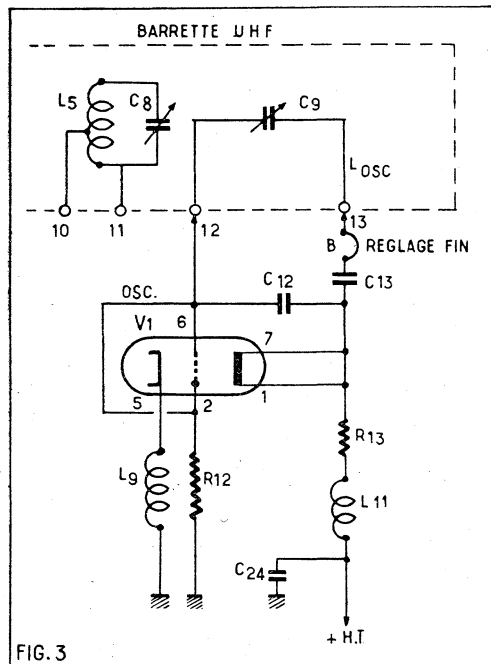 BARRETTE UHF
L5
C8
C9
LOSC
10
11
12
13
B
REGLAGE FIN
C13
C12
OSC.
V1
6
7
5
2
1
L9
R12
R13
L11
C24
+ H.T
FIG. 3